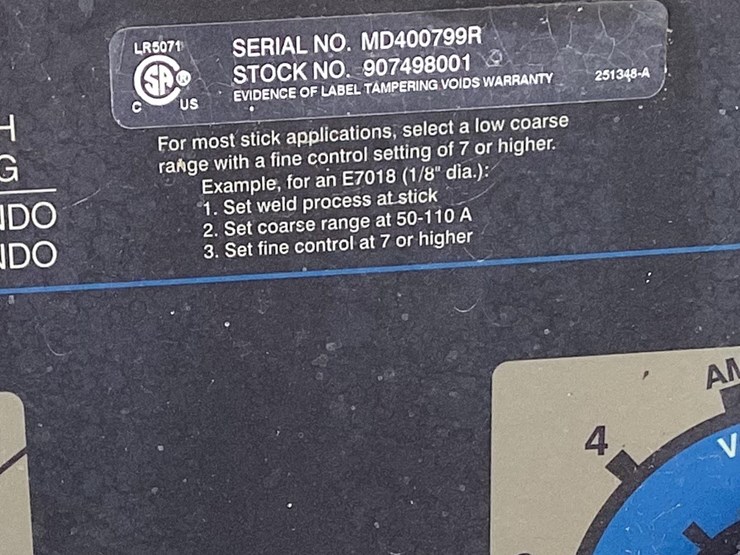 LR5071
SERIAL NO. MD400799R
STOCK NO. 907498001
EVIDENCE OF LABEL TAMPERING VOIDS WARRANTY
251348-A
SA ®
C US
For most stick applications, select a low coarse
range with a fine control setting of 7 or higher.
Example, for an E7018 (1/8" dia.):
1. Set weld process at stick
2. Set coarse range at 50-110 A
3. Set fine control at 7 or higher
4
V